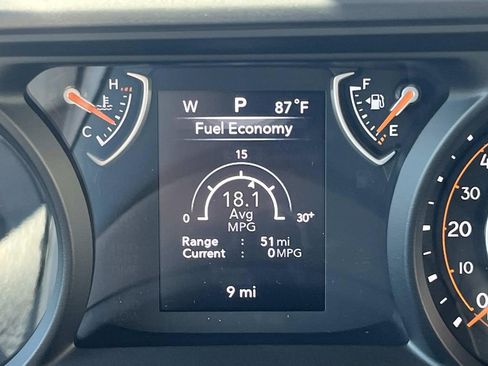 H
C
W P 87°F
Fuel Economy
15
18.1
0 Avg 30+
MPG
Range : 51 mi
Current : 0 MPG
9 mi
F
E
30
20
10
0